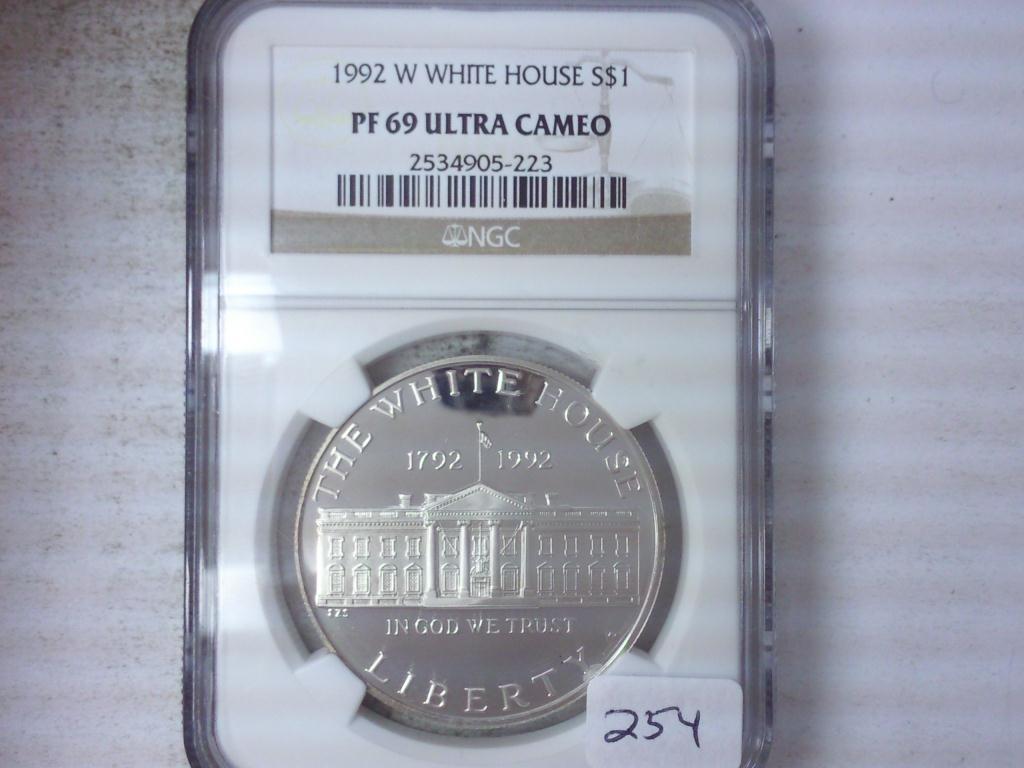 1992 W WHITE HOUSE S$1
PF 69 ULTRA CAMEO
2534905-223
NGC
THE WHITE HOUSE
1792 1992
IN GOD WE TRUST
LIBERTY
254